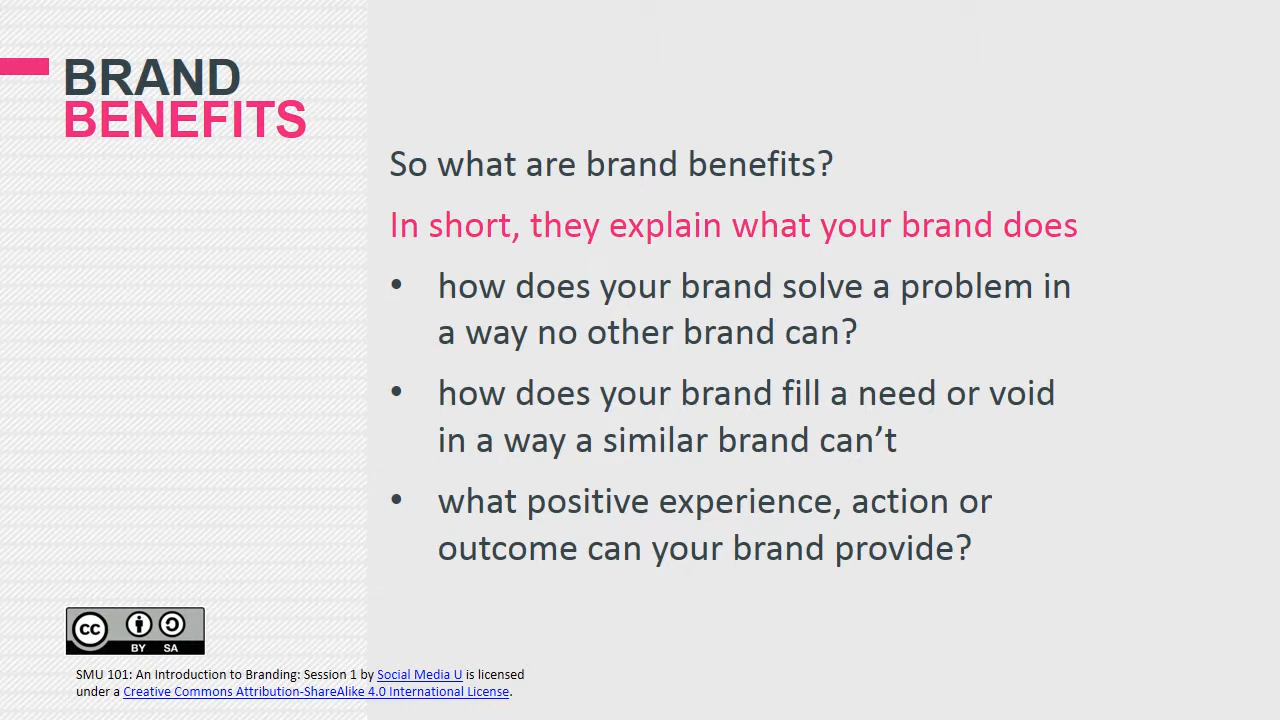 BRAND
BENEFITS
So what are brand benefits?
In short, they explain what your brand does
• how does your brand solve a problem in
a way no other brand can?
• how does your brand fill a need or void
in a way a similar brand can’t
• what positive experience, action or
outcome can your brand provide?
cc
BY SA
SMU 101: An Introduction to Branding: Session 1 by Social Media U is licensed
under a Creative Commons Attribution-ShareAlike 4.0 International License.